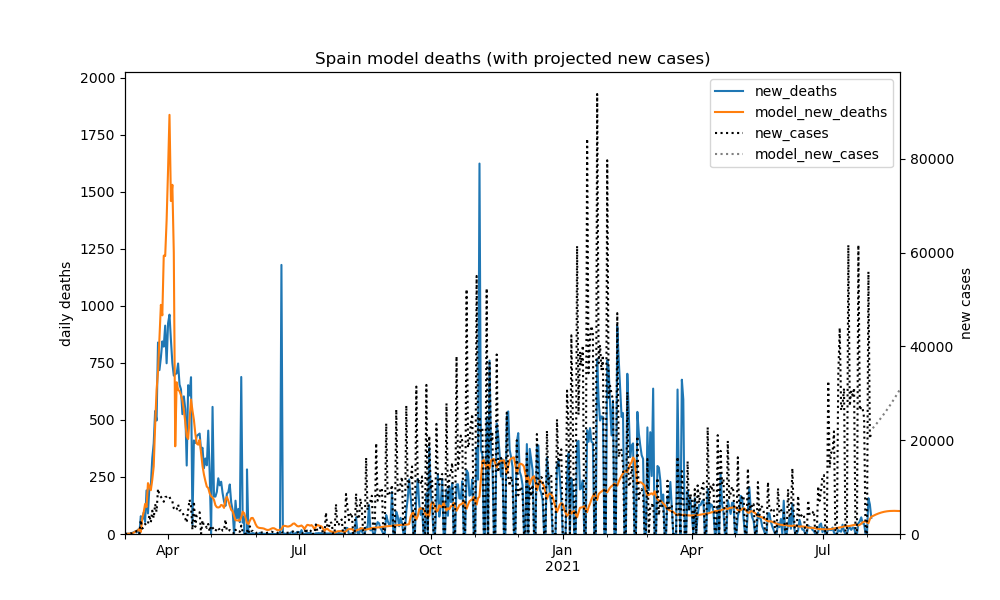 Spain model deaths (with projected new cases)
new_deaths
model_new_deaths
new_cases
model_new_cases
daily deaths
2000
1750
1500
1250
1000
750
500
250
0
80000
60000
40000
20000
0
new cases
Apr
Jul
Oct
Jan
2021
Apr
Jul